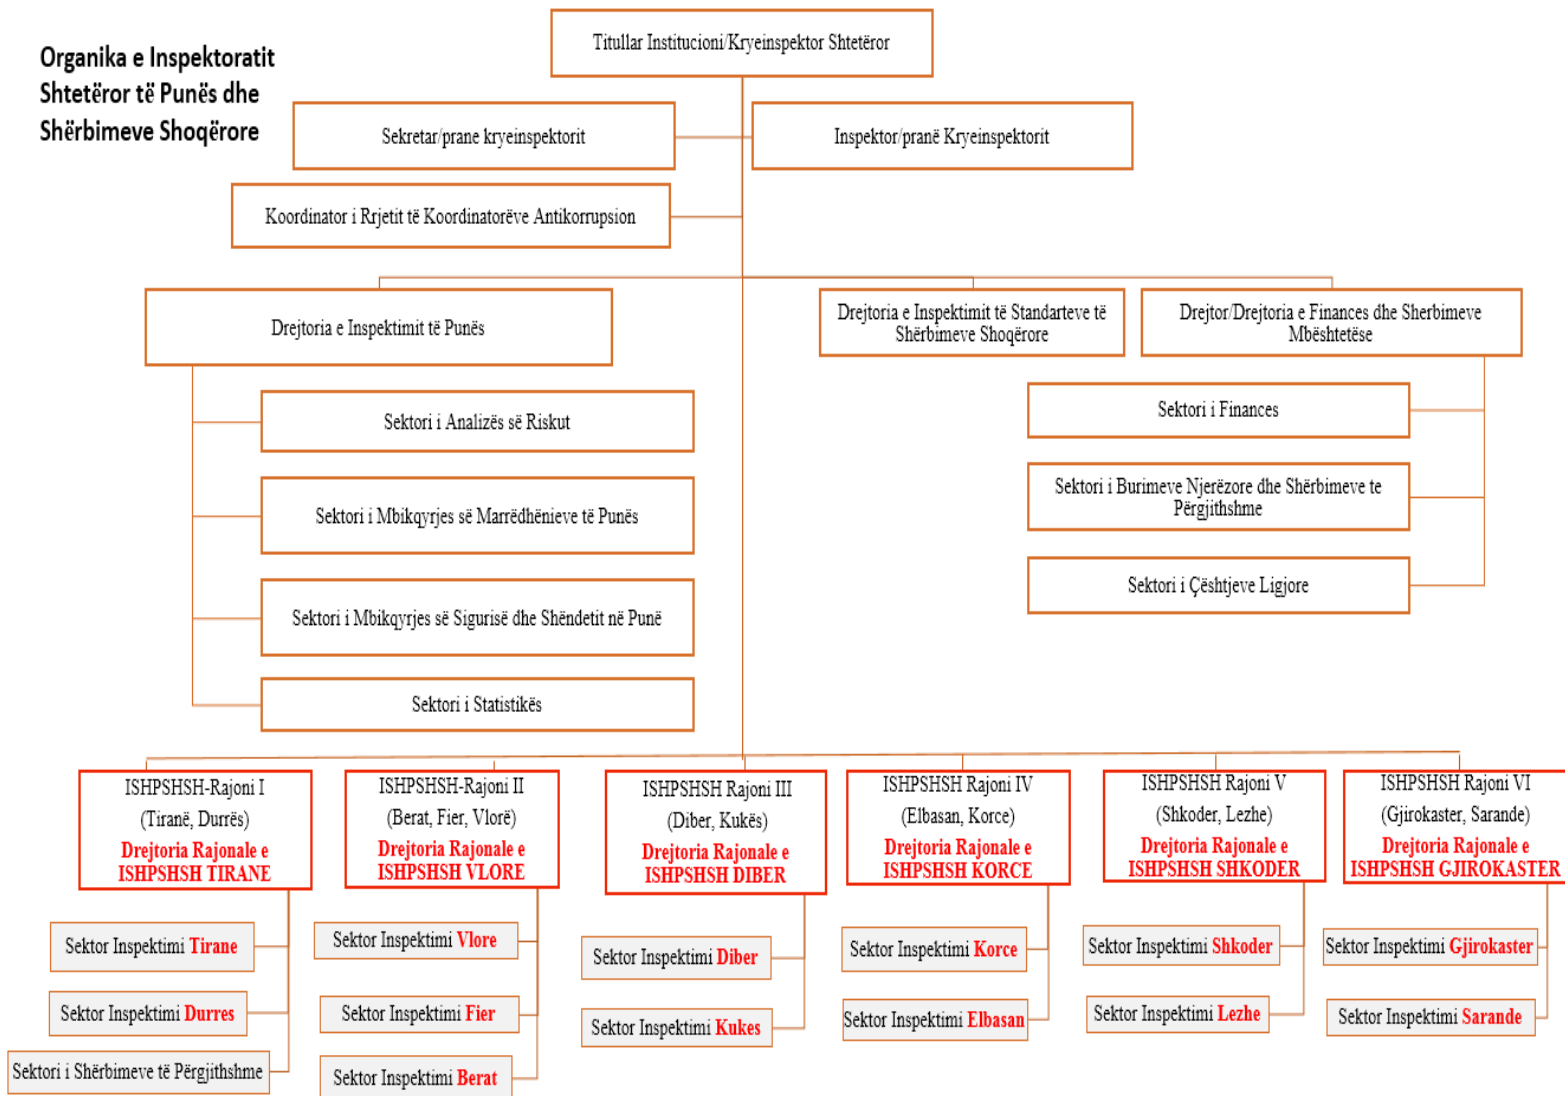 Organika e Inspektoratit
Shtetëror të Punës dhe
Shërbimeve Shoqërore
Titullar Institucioni/Kryeinspektor Shtetëror
Sekretar/prane kryeinspektorit
Inspektor/pranë Kryeinspektorit
Koordinator i Rrjetit të Koordinatorëve Antikorrupsion
Drejtoria e Inspektimit të Punës
Drejtoria e Inspektimit të Standarteve të
Shërbimeve Shoqërore
Drejtor/Drejtoria e Finances dhe Sherbimeve
Mbështetëse
Sektori i Analizës së Riskut
Sektori i Mbikqyrjes së Marrëdhënieve të Punës
Sektori i Mbikqyrjes së Sigurisë dhe Shëndetit në Punë
Sektori i Statistikës
Sektori i Finances
Sektori i Burimeve Njerëzore dhe Shërbimeve te
Përgjithshme
Sektori i Çështjeve Ligjore
ISHPSHSH-Rajoni I
(Tiranë, Durrës)
Drejtoria Rajonale e
ISHPSHSH TIRANE
Sektor Inspektimi Tirane
Sektor Inspektimi Durres
Sektori i Shërbimeve të Përgjithshme
ISHPSHSH-Rajoni II
(Berat, Fier, Vlorë)
Drejtoria Rajonale e
ISHPSHSH VLORE
Sektor Inspektimi Vlore
Sektor Inspektimi Fier
Sektor Inspektimi Berat
ISHPSHSH Rajoni III
(Diber, Kukës)
Drejtoria Rajonale e
ISHPSHSH DIBER
Sektor Inspektimi Diber
Sektor Inspektimi Kukes
ISHPSHSH Rajoni IV
(Elbasan, Korce)
Drejtoria Rajonale e
ISHPSHSH KORCE
Sektor Inspektimi Korce
Sektor Inspektimi Elbasan
ISHPSHSH Rajoni V
(Shkoder, Lezhe)
Drejtoria Rajonale e
ISHPSHSH SHKODER
Sektor Inspektimi Shkoder
Sektor Inspektimi Lezhe
ISHPSHSH Rajoni VI
(Gjirokaster, Sarande)
Drejtoria Rajonale e
ISHPSHSH GJIROKASTER
Sektor Inspektimi Gjirokaster
Sektor Inspektimi Sarande